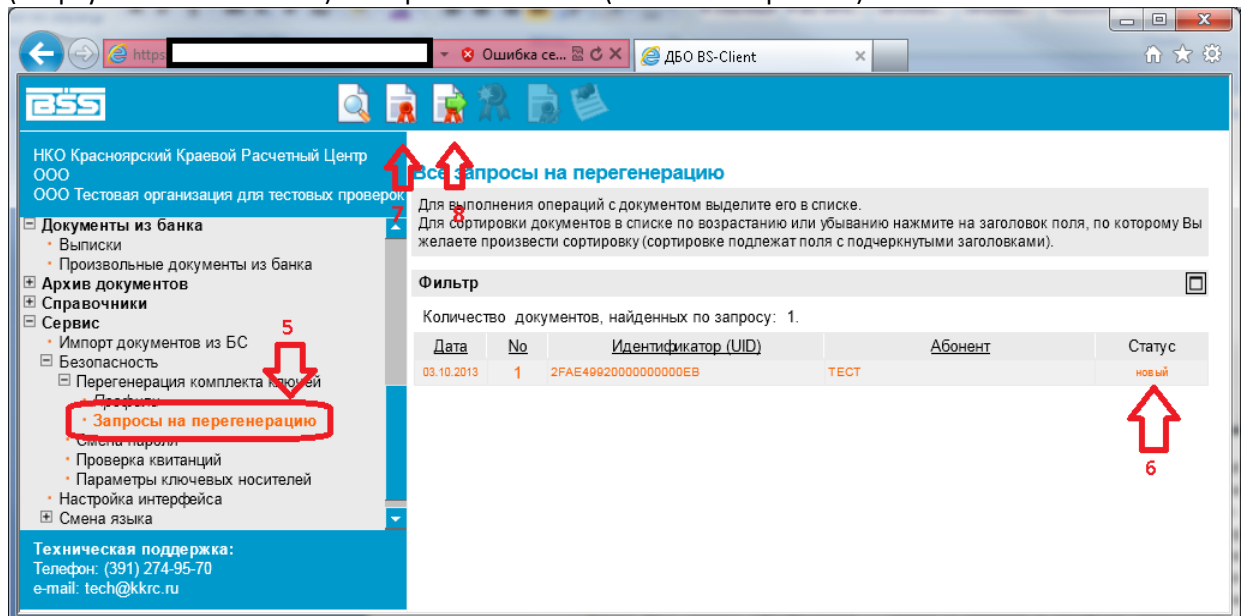 https
Ошибка се...
ДБО BS-Client
BSS
НКО Красноярский Краевой Расчетный Центр
ООО
ООО Тестовая организация для тестовых проверок
Документы из банка
Выписки
Произвольные документы из банка
Архив документов
Справочники
Сервис
5
Импорт документов из БС
Безопасность
Перегенерация комплекта ключей
Профили
Запросы на перегенерацию
Смена пароля
Проверка квитанций
Параметры ключевых носителей
Настройка интерфейса
Смена языка
Техническая поддержка:
Телефон: (391) 274-95-70
e-mail: tech@kkrc.ru
7
8
Все запросы на перегенерацию
Для выполнения операций с документом выделите его в списке.
Для сортировки документов в списке по возрастанию или убыванию нажмите на заголовок поля, по которому Вы
желаете произвести сортировку (сортировке подлежат поля с подчеркнутыми заголовками).
Фильтр
Количество документов, найденных по запросу: 1.
Дата No Идентификатор (UID) Абонент Статус
03.10.2013 1 2FAE49920000000000EB ТЕСТ новый
6